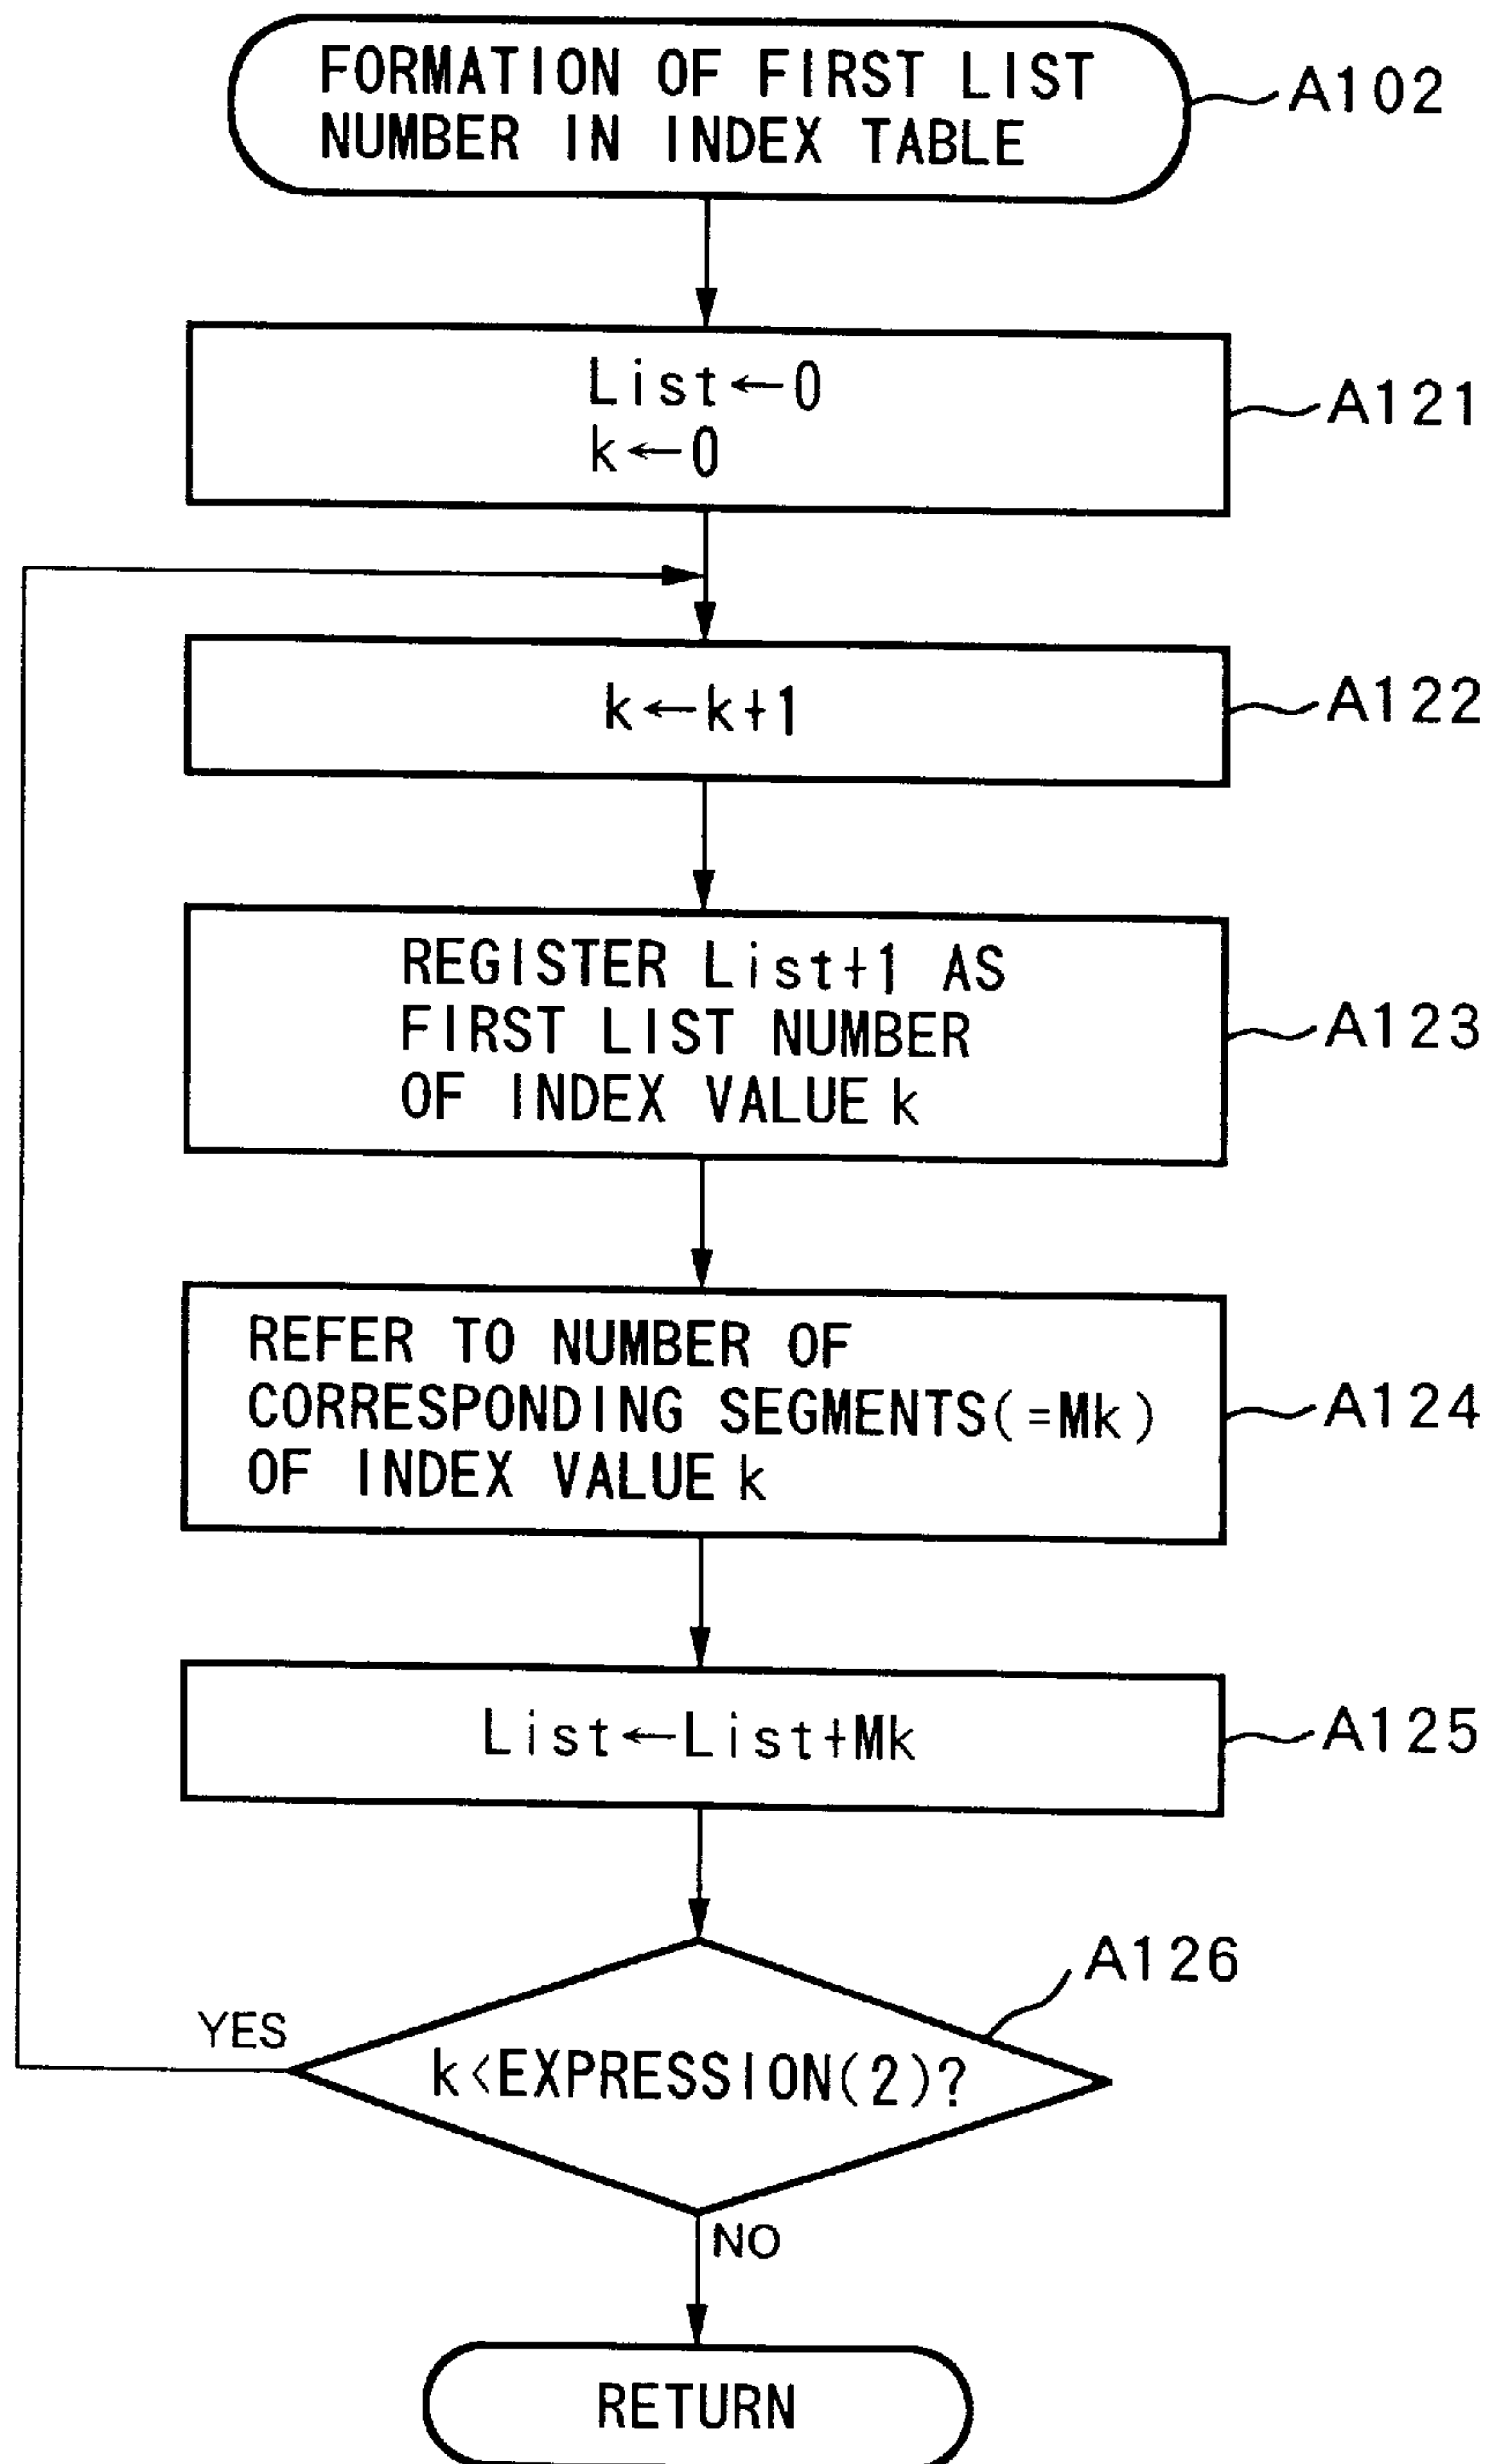 FORMATION OF FIRST LIST
NUMBER IN INDEX TABLE
A102
List←0
k←0
A121
k←k+1
A122
REGISTER List+1 AS
FIRST LIST NUMBER
OF INDEX VALUE k
A123
REFER TO NUMBER OF
CORRESPONDING SEGMENTS(=Mk)
OF INDEX VALUE k
A124
List←List+Mk
A125
A126
YES
k<EXPRESSION(2)?
NO
RETURN